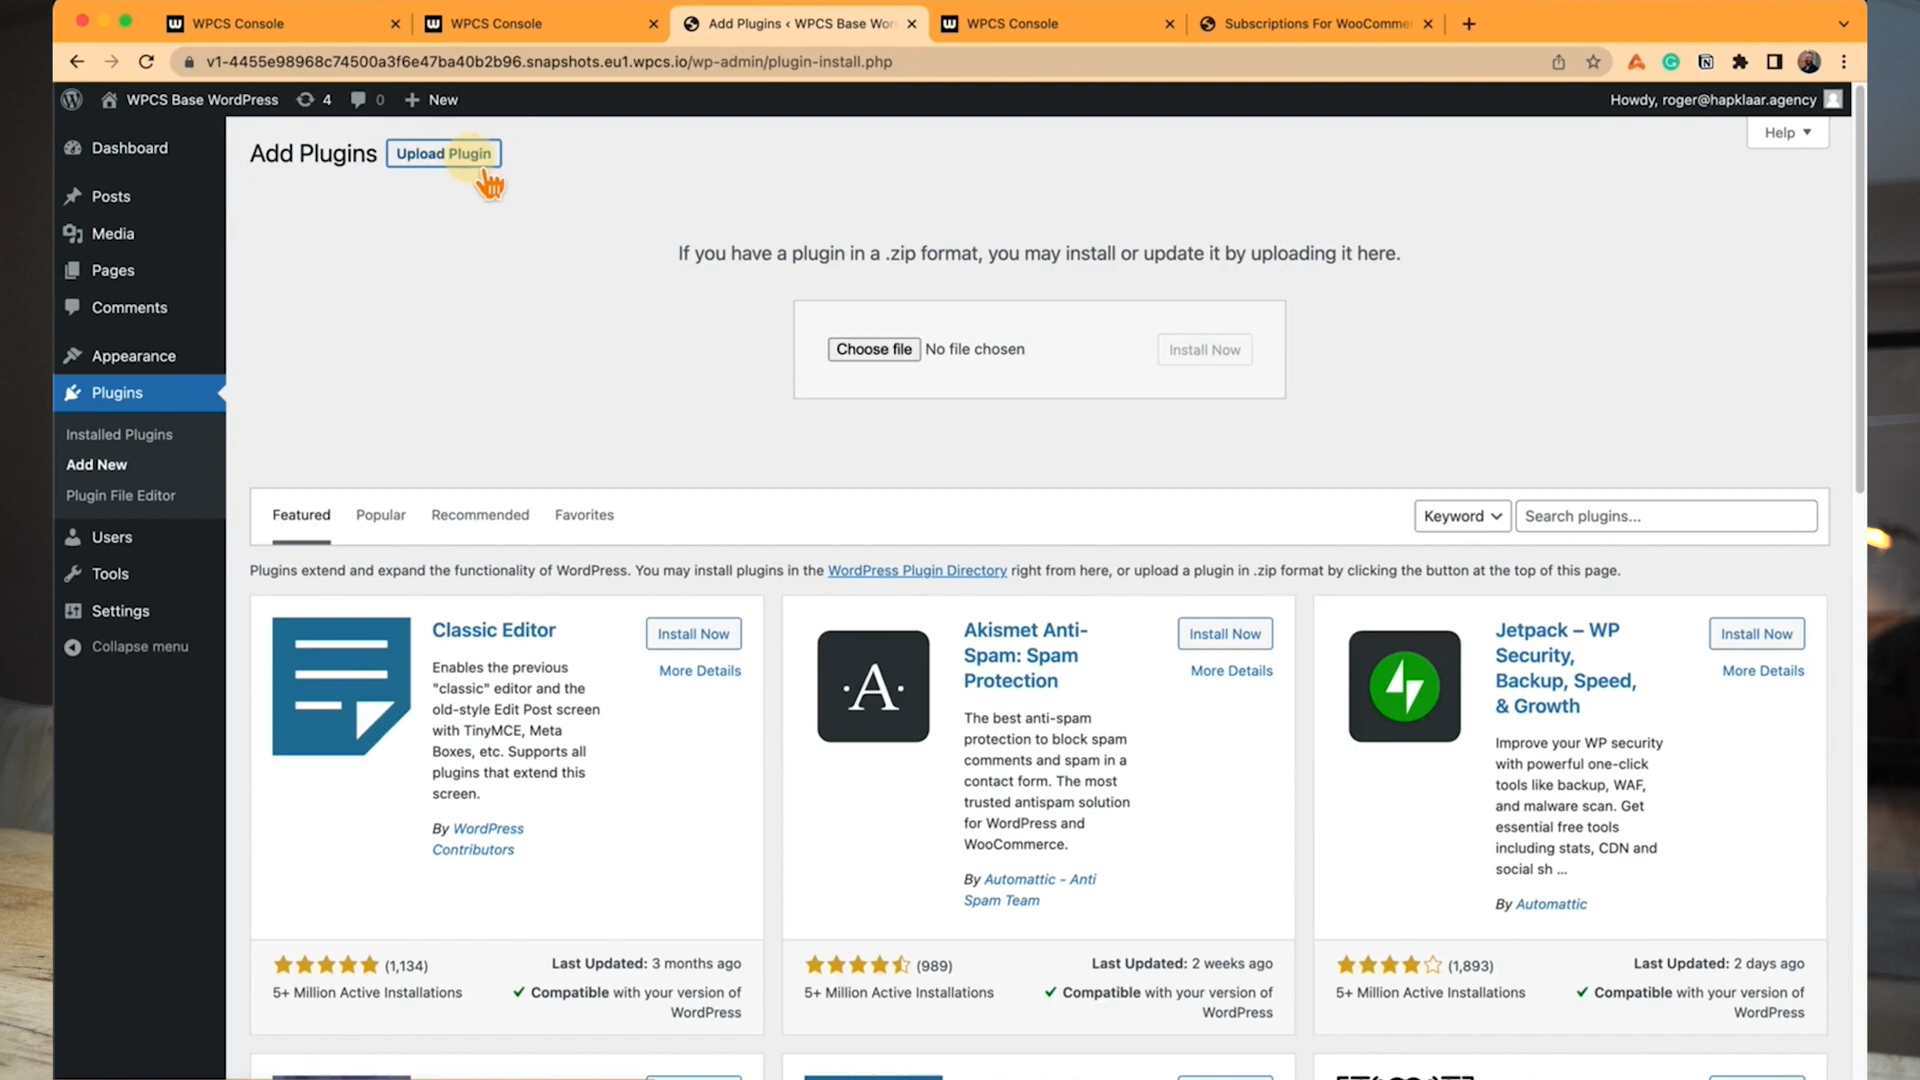 WPCS Console
WPCS Console
Add Plugins ‹ WPCS Base Wor
WPCS Console
Subscriptions For WooComme
v1-4455e98968c74500a3f6e47ba40b2b96.snapshots.eu1.wpcs.io/wp-admin/plugin-install.php
WPCS Base WordPress
4
0
New
Howdy, roger@hapklaar.agency
Dashboard
Posts
Media
Pages
Comments
Appearance
Plugins
Installed Plugins
Add New
Plugin File Editor
Users
Tools
Settings
Collapse menu
Add Plugins
Upload Plugin
Help
If you have a plugin in a .zip format, you may install or update it by uploading it here.
Choose file No file chosen
Install Now
Featured
Popular
Recommended
Favorites
Keyword
Search plugins...
Plugins extend and expand the functionality of WordPress. You may install plugins in the WordPress Plugin Directory right from here, or upload a plugin in .zip format by clicking the button at the top of this page.
Classic Editor
Install Now
More Details
Enables the previous
"classic" editor and the
old-style Edit Post screen
with TinyMCE, Meta
Boxes, etc. Supports all
plugins that extend this
screen.
By WordPress
Contributors
(1,134)
Last Updated: 3 months ago
5+ Million Active Installations
Compatible with your version of
WordPress
·A·
Akismet Anti-
Spam: Spam
Protection
Install Now
More Details
The best anti-spam
protection to block spam
comments and spam in a
contact form. The most
trusted antispam solution
for WordPress and
WooCommerce.
By Automattic - Anti
Spam Team
(989)
Last Updated: 2 weeks ago
5+ Million Active Installations
Compatible with your version of
WordPress
Jetpack – WP
Security,
Backup, Speed,
& Growth
Install Now
More Details
Improve your WP security
with powerful one-click
tools like backup, WAF,
and malware scan. Get
essential free tools
including stats, CDN and
social sh ...
By Automattic
(1,893)
Last Updated: 2 days ago
5+ Million Active Installations
Compatible with your version of
WordPress